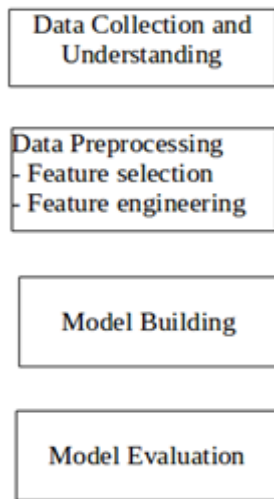 Data Collection and
Understanding
Data Preprocessing
- Feature selection
- Feature engineering
Model Building
Model Evaluation